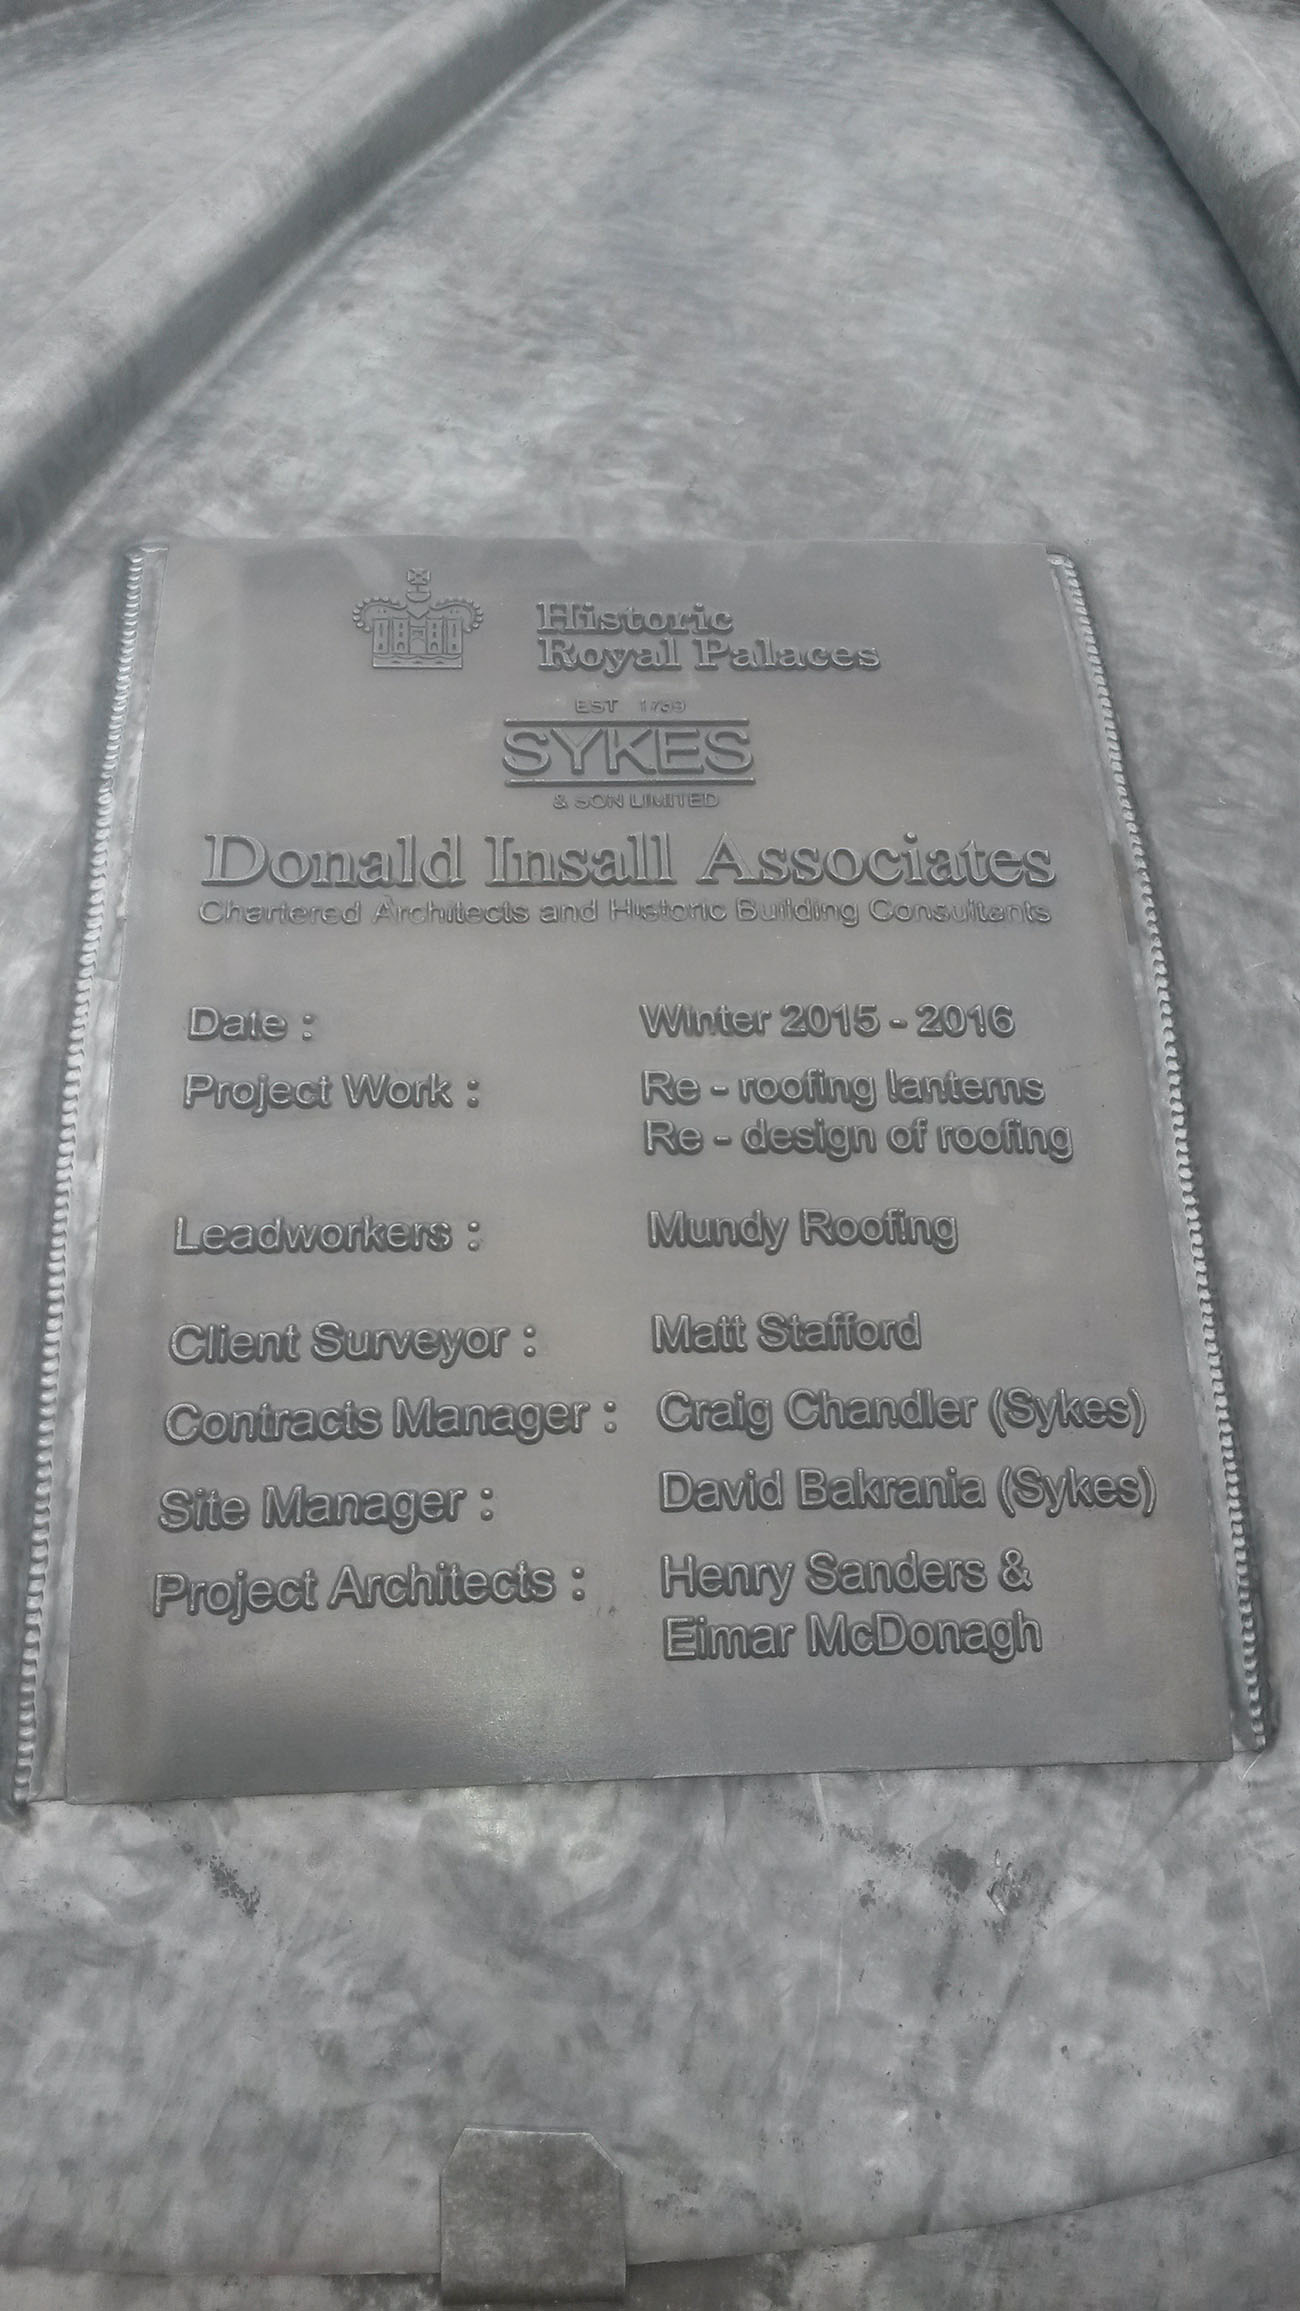 Historic
Royal Palaces
EST 1759
SYKES
& SON LIMITED
Donald Insall Associates
Chartered Architects and Historic Building Consultants
Date : Winter 2015 - 2016
Project Work : Re - roofing lanterns
Re - design of roofing
Leadworkers : Mundy Roofing
Client Surveyor : Matt Stafford
Contracts Manager : Craig Chandler (Sykes)
Site Manager : David Bakrania (Sykes)
Project Architects : Henry Sanders &
Eimar McDonagh